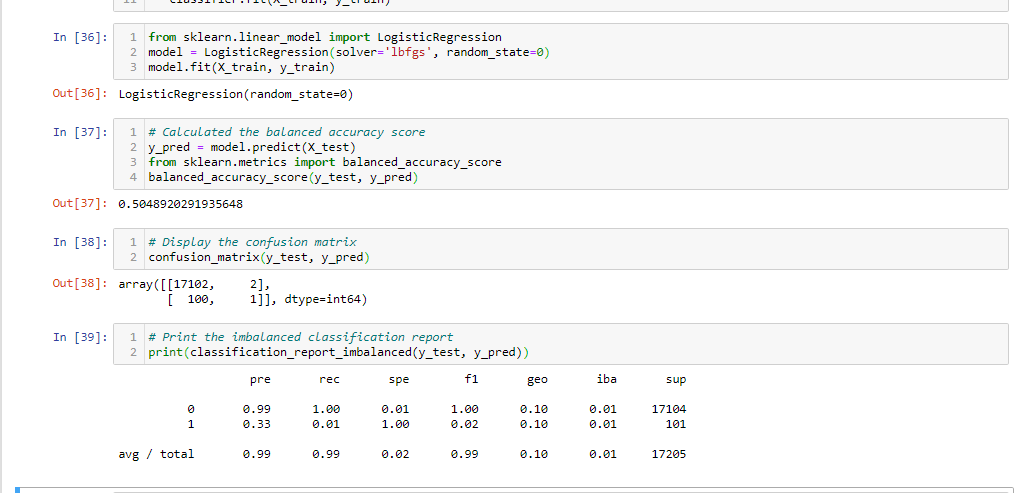 11 classifier.fit(X_train, y_train)
In [36]: 1 from sklearn.linear_model import LogisticRegression
2 model = LogisticRegression(solver='lbfgs', random_state=0)
3 model.fit(X_train, y_train)
Out[36]: LogisticRegression(random_state=0)
In [37]: 1 # Calculated the balanced accuracy score
2 y_pred = model.predict(X_test)
3 from sklearn.metrics import balanced_accuracy_score
4 balanced_accuracy_score(y_test, y_pred)
Out[37]: 0.5048920291935648
In [38]: 1 # Display the confusion matrix
2 confusion_matrix(y_test, y_pred)
Out[38]: array([[17102, 2],
[ 100, 1]], dtype=int64)
In [39]: 1 # Print the imbalanced classification report
2 print(classification_report_imbalanced(y_test, y_pred))
pre rec spe f1 geo iba sup
0 0.99 1.00 0.01 1.00 0.10 0.01 17104
1 0.33 0.01 1.00 0.02 0.10 0.01 101
avg / total 0.99 0.99 0.02 0.99 0.10 0.01 17205